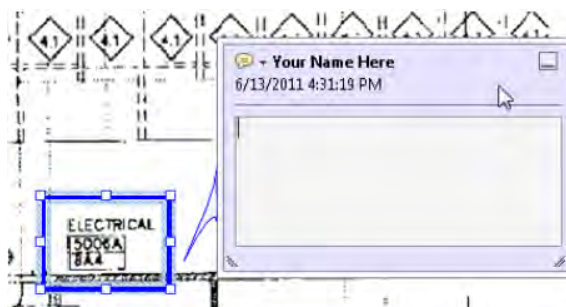 4.1 4.1 4.1
Your Name Here
6/13/2011 4:31:19 PM
ELECTRICAL
5006A
8A4